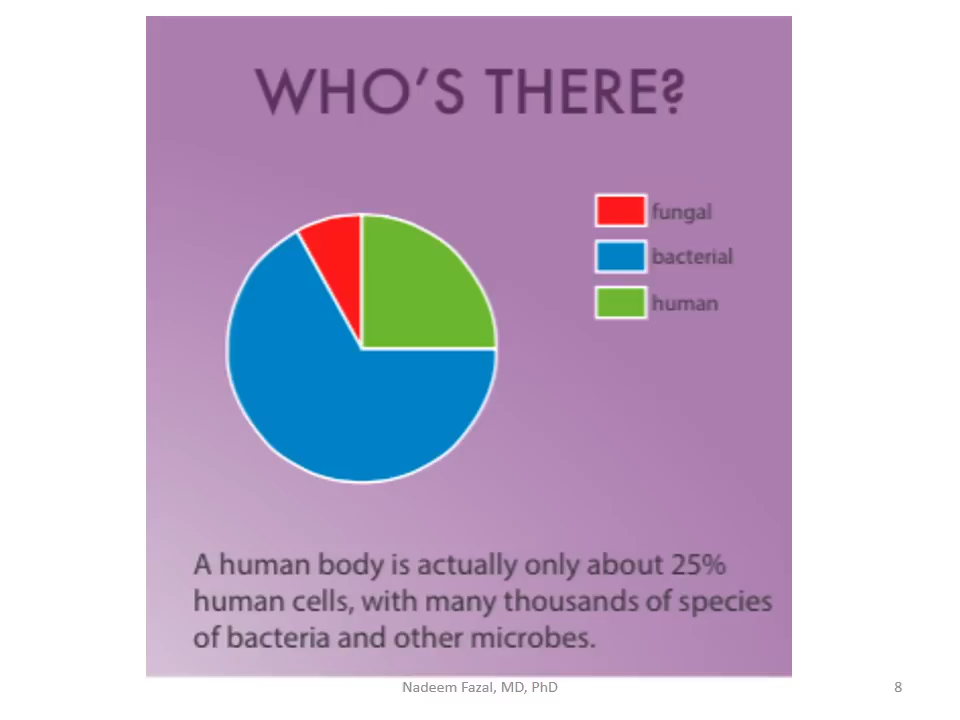 WHO'S THERE?
fungal
bacterial
human
A human body is actually only about 25%
human cells, with many thousands of species
of bacteria and other microbes.
Nadeem Fazal, MD, PhD
8